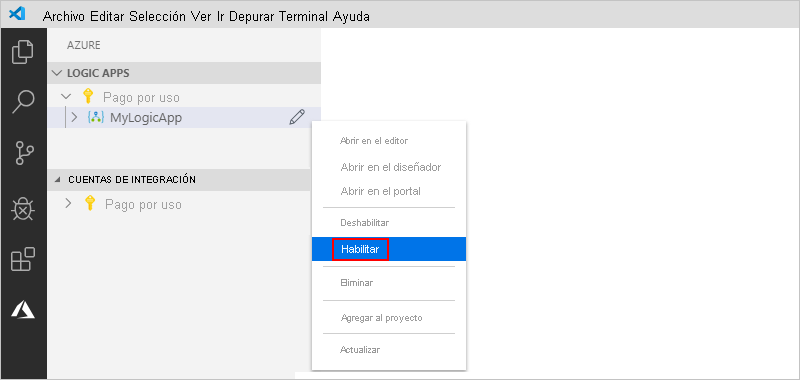 Archivo Editar Selección Ver Ir Depurar Terminal Ayuda
AZURE
LOGIC APPS
Pago por uso
MyLogicApp
CUENTAS DE INTEGRACIÓN
Pago por uso
Abrir en el editor
Abrir en el diseñador
Abrir en el portal
Deshabilitar
Habilitar
Eliminar
Agregar al proyecto
Actualizar